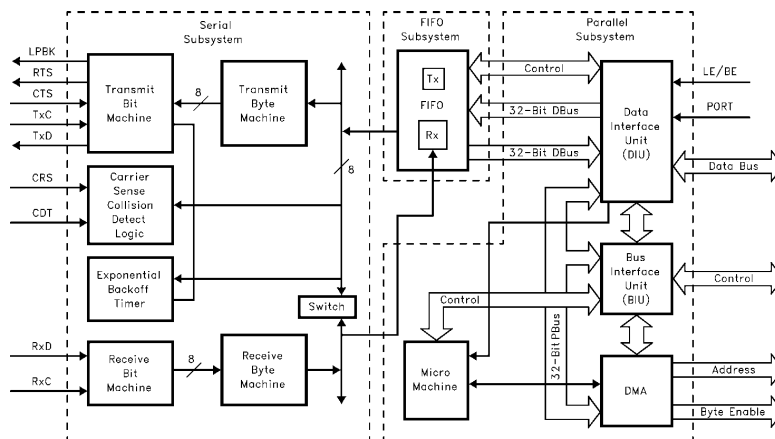 Serial
Subsystem
FIFO
Subsystem
Parallel
Subsystem
LPBK
RTS
CTS
TxC
TxD
Transmit
Bit
Machine
8
Transmit
Byte
Machine
Tx
FIFO
Rx
Control
32-Bit DBus
32-Bit DBus
Data
Interface
Unit
(DIU)
LE/BE
PORT
Data Bus
8
CRS
CDT
Carrier
Sense
Collision
Detect
Logic
Exponential
Backoff
Timer
Switch
Control
Bus
Interface
Unit
(BIU)
Control
RxD
RxC
Receive
Bit
Machine
8
Receive
Byte
Machine
Micro
Machine
32-Bit PBus
DMA
Address
Byte Enable